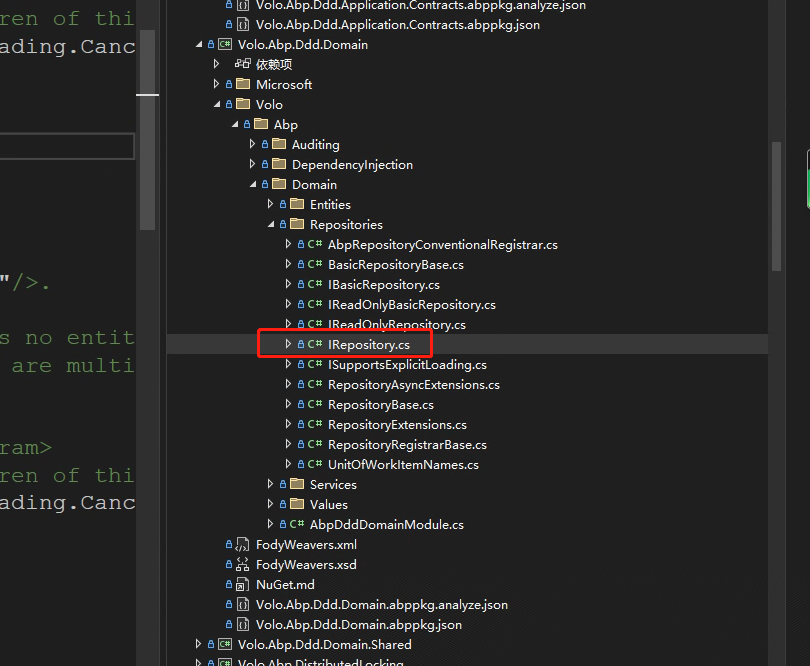 ren of thi
ading.Canc
"/>.
s no entit
are multi
ram>
ren of thi
ading.Canc
Volo.Abp.Ddd.Application.Contracts.abppkg.analyze.json
Volo.Abp.Ddd.Application.Contracts.abppkg.json
Volo.Abp.Ddd.Domain
依赖项
Microsoft
Volo
Abp
Auditing
DependencyInjection
Domain
Entities
Repositories
C# AbpRepositoryConventionalRegistrar.cs
C# BasicRepositoryBase.cs
C# IBasicRepository.cs
C# IReadOnlyBasicRepository.cs
C# IReadOnlyRepository.cs
C# IRepository.cs
C# ISupportsExplicitLoading.cs
C# RepositoryAsyncExtensions.cs
C# RepositoryBase.cs
C# RepositoryExtensions.cs
C# RepositoryRegistrarBase.cs
C# UnitOfWorkItemNames.cs
Services
Values
C# AbpDddDomainModule.cs
FodyWeavers.xml
FodyWeavers.xsd
NuGet.md
Volo.Abp.Ddd.Domain.abppkg.analyze.json
Volo.Abp.Ddd.Domain.abppkg.json
Volo.Abp.Ddd.Domain.Shared
Volo.Abp.DistributedLocking